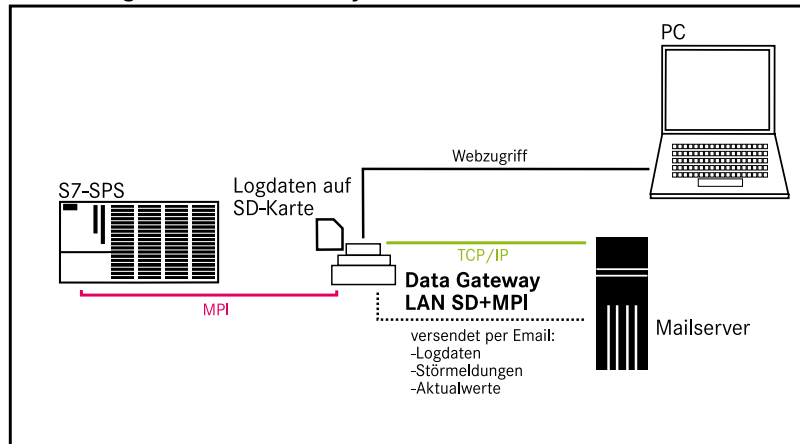 PC
Webzugriff
S7-SPS
Logdaten auf
SD-Karte
TCP/IP
Data Gateway
LAN SD+MPI
MPI
Mailserver
versendet per Email:
-Logdaten
-Störmeldungen
-Aktualwerte